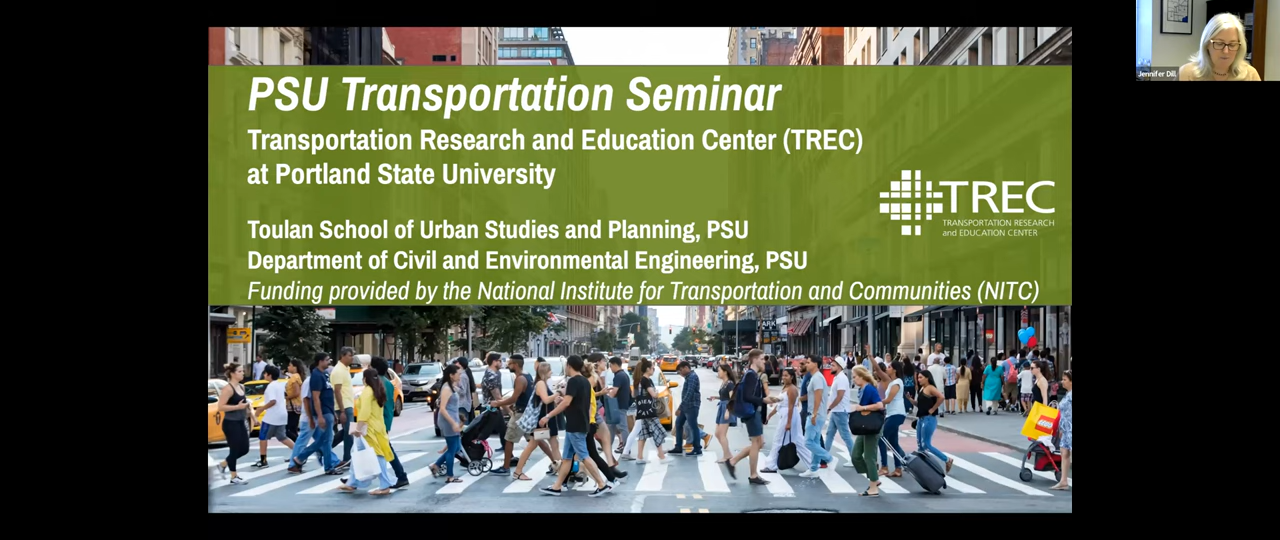 PSU Transportation Seminar
Transportation Research and Education Center (TREC)
at Portland State University
TREC
TRANSPORTATION RESEARCH
and EDUCATION CENTER
Toulan School of Urban Studies and Planning, PSU
Department of Civil and Environmental Engineering, PSU
Funding provided by the National Institute for Transportation and Communities (NITC)
PARK
LEGO
Jennifer Dill